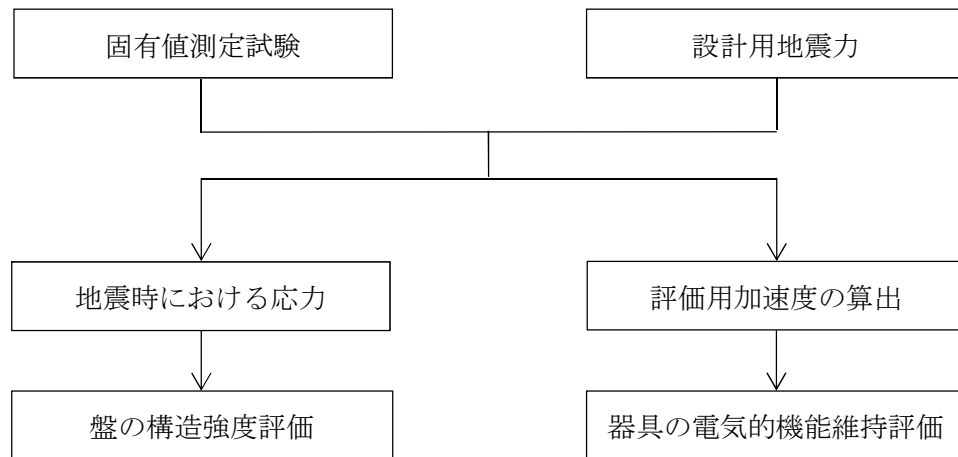 固有値測定試験
設計用地震力
地震時における応力
評価用加速度の算出
盤の構造強度評価
器具の電気的機能維持評価